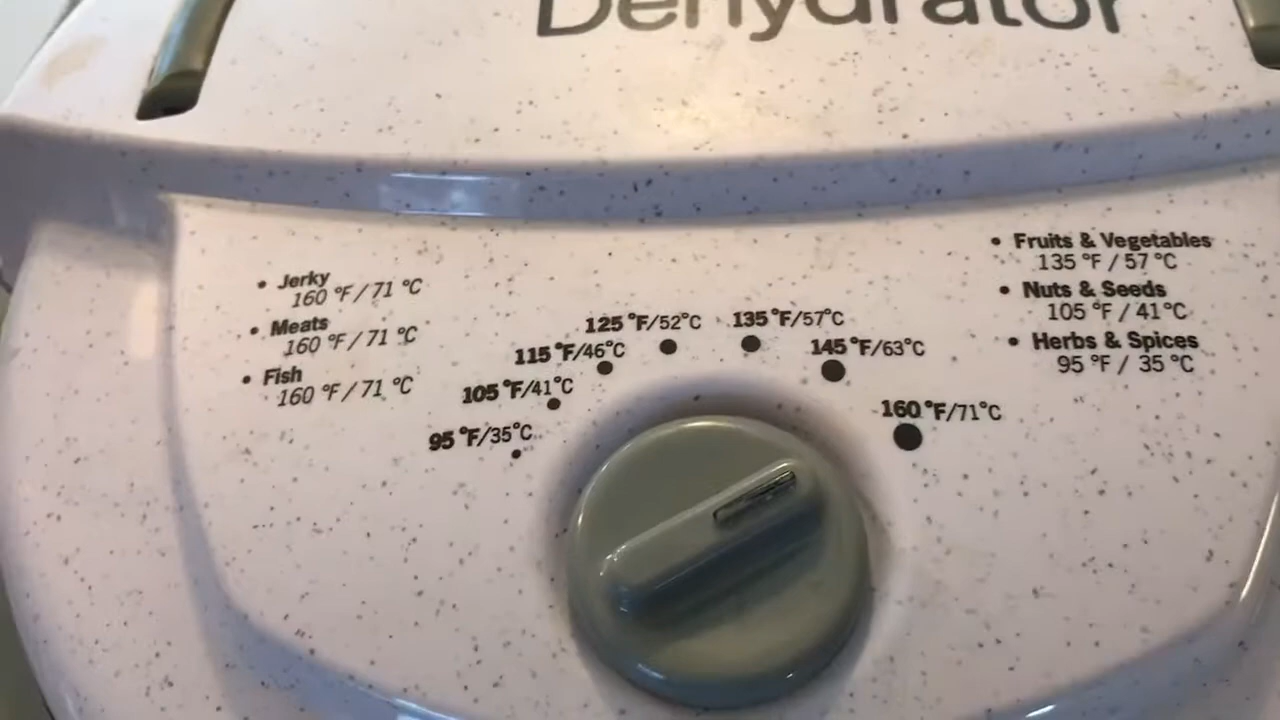 Dehydrator
• Jerky
160 °F/71 °C
• Meats
160 °F/71 °C
• Fish
160 °F/71 °C
95 °F/35°C
105 °F/41°C
115 °F/46°C
125 °F/52°C
135 °F/57°C
145 °F/63°C
160 °F/71°C
• Fruits & Vegetables
135 °F / 57 °C
• Nuts & Seeds
105 °F / 41°C
• Herbs & Spices
95 °F / 35 °C